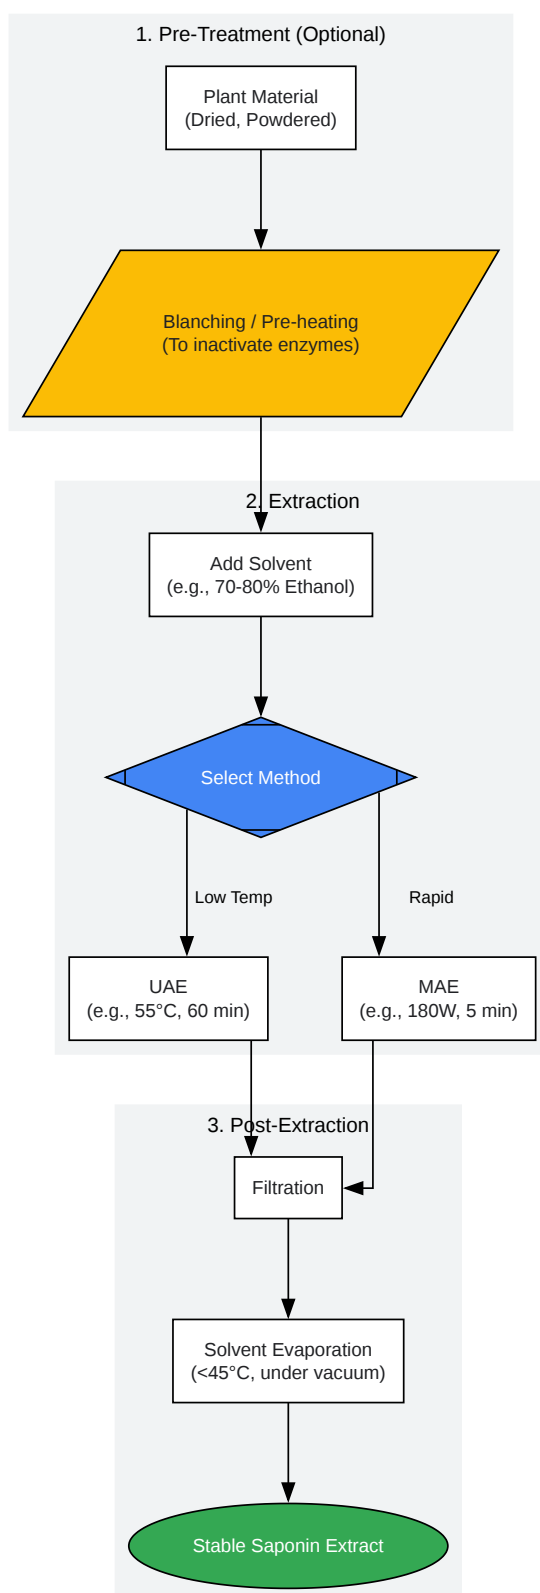 1. Pre-Treatment (Optional)
Plant Material
(Dried, Powdered)
Blanching / Pre-heating
(To inactivate enzymes)
2. Extraction
Add Solvent
(e.g., 70-80% Ethanol)
Select Method
Low Temp
Rapid
UAE
(e.g., 55°C, 60 min)
MAE
(e.g., 180W, 5 min)
3. Post-Extraction
Filtration
Solvent Evaporation
(<45°C, under vacuum)
Stable Saponin Extract